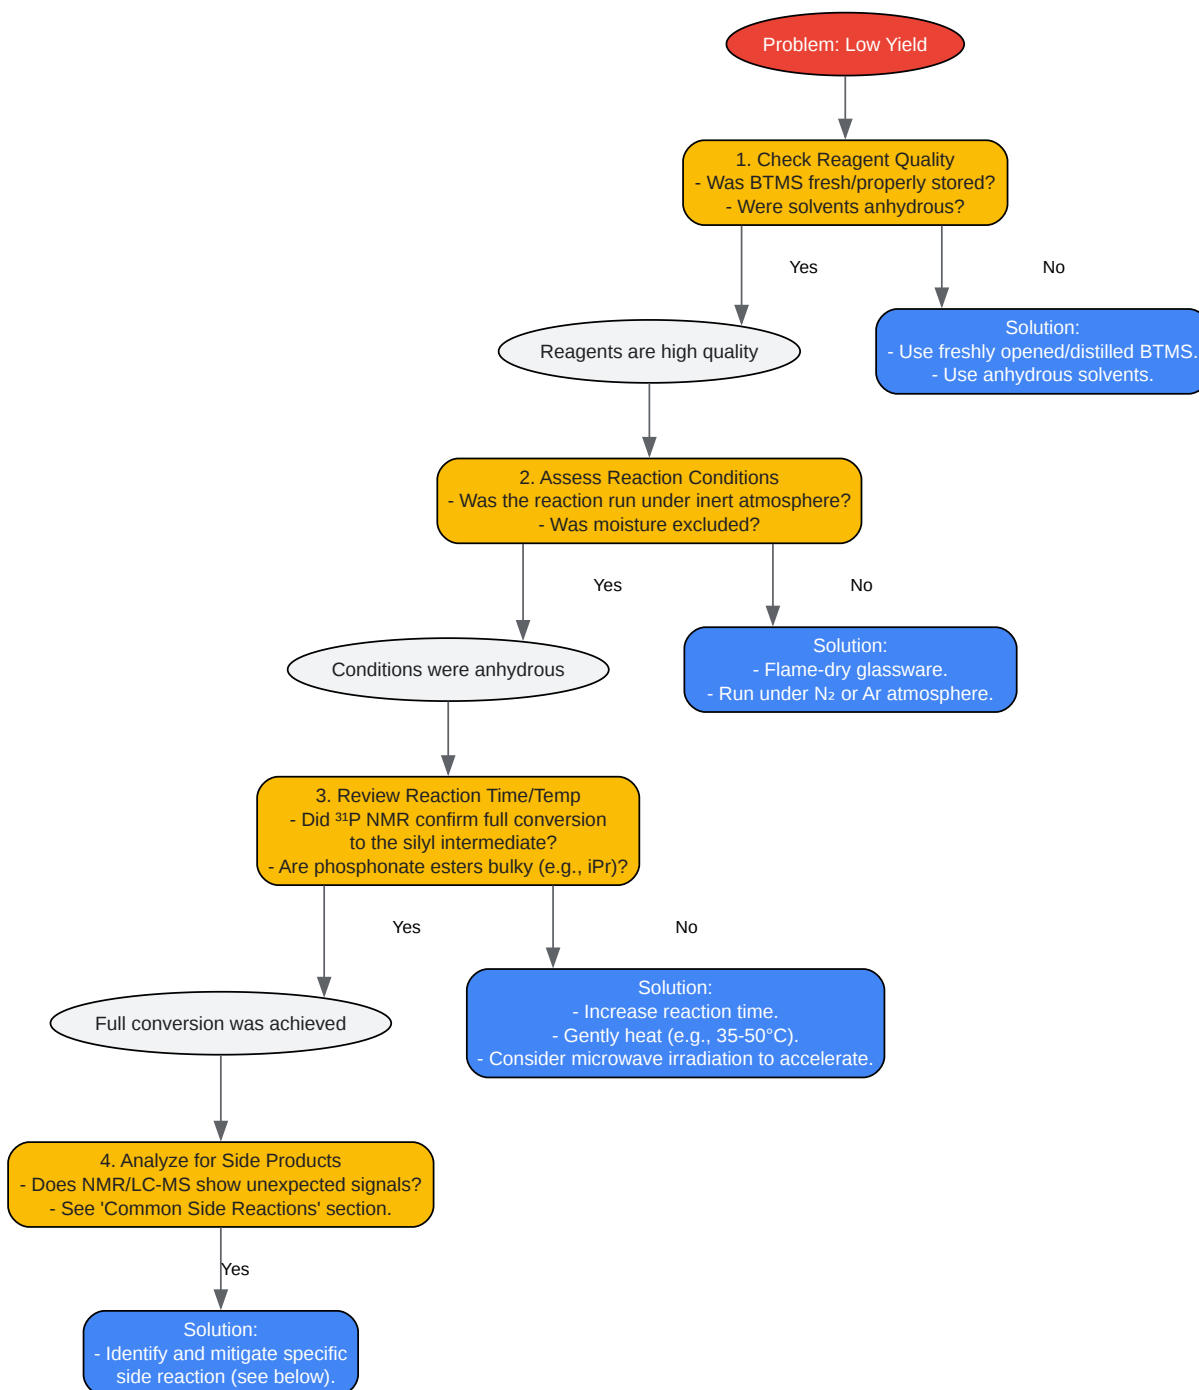 Problem: Low Yield
1. Check Reagent Quality
- Was BTMS fresh/properly stored?
- Were solvents anhydrous?
Yes
No
Solution:
- Use freshly opened/distilled BTMS.
- Use anhydrous solvents.
Reagents are high quality
2. Assess Reaction Conditions
- Was the reaction run under inert atmosphere?
- Was moisture excluded?
Yes
No
Solution:
- Flame-dry glassware.
- Run under N₂ or Ar atmosphere.
Conditions were anhydrous
3. Review Reaction Time/Temp
- Did ³¹P NMR confirm full conversion
to the silyl intermediate?
- Are phosphonate esters bulky (e.g., iPr)?
Yes
No
Solution:
- Increase reaction time.
- Gently heat (e.g., 35-50°C).
- Consider microwave irradiation to accelerate.
Full conversion was achieved
4. Analyze for Side Products
- Does NMR/LC-MS show unexpected signals?
- See 'Common Side Reactions' section.
Yes
Solution:
- Identify and mitigate specific
side reaction (see below).